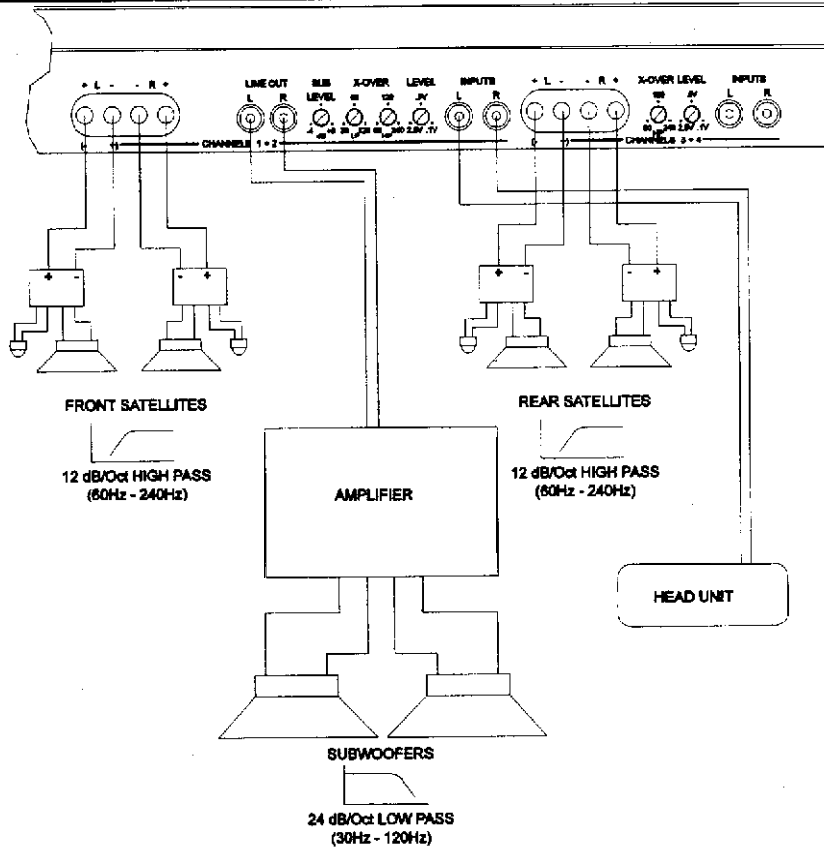 + L - - R +
LINE OUT
L R
SUB
LEVEL
X-OVER
LEVEL
INPUTS
L R
+ L - - R +
X-OVER LEVEL
INPUTS
L R
CHANNELS 1 + 2
CHANNELS 3 + 4
+ -
- +
+ -
- +
FRONT SATELLITES
12 dB/Oct HIGH PASS
(60Hz - 240Hz)
REAR SATELLITES
12 dB/Oct HIGH PASS
(60Hz - 240Hz)
AMPLIFIER
HEAD UNIT
SUBWOOFERS
24 dB/Oct LOW PASS
(30Hz - 120Hz)